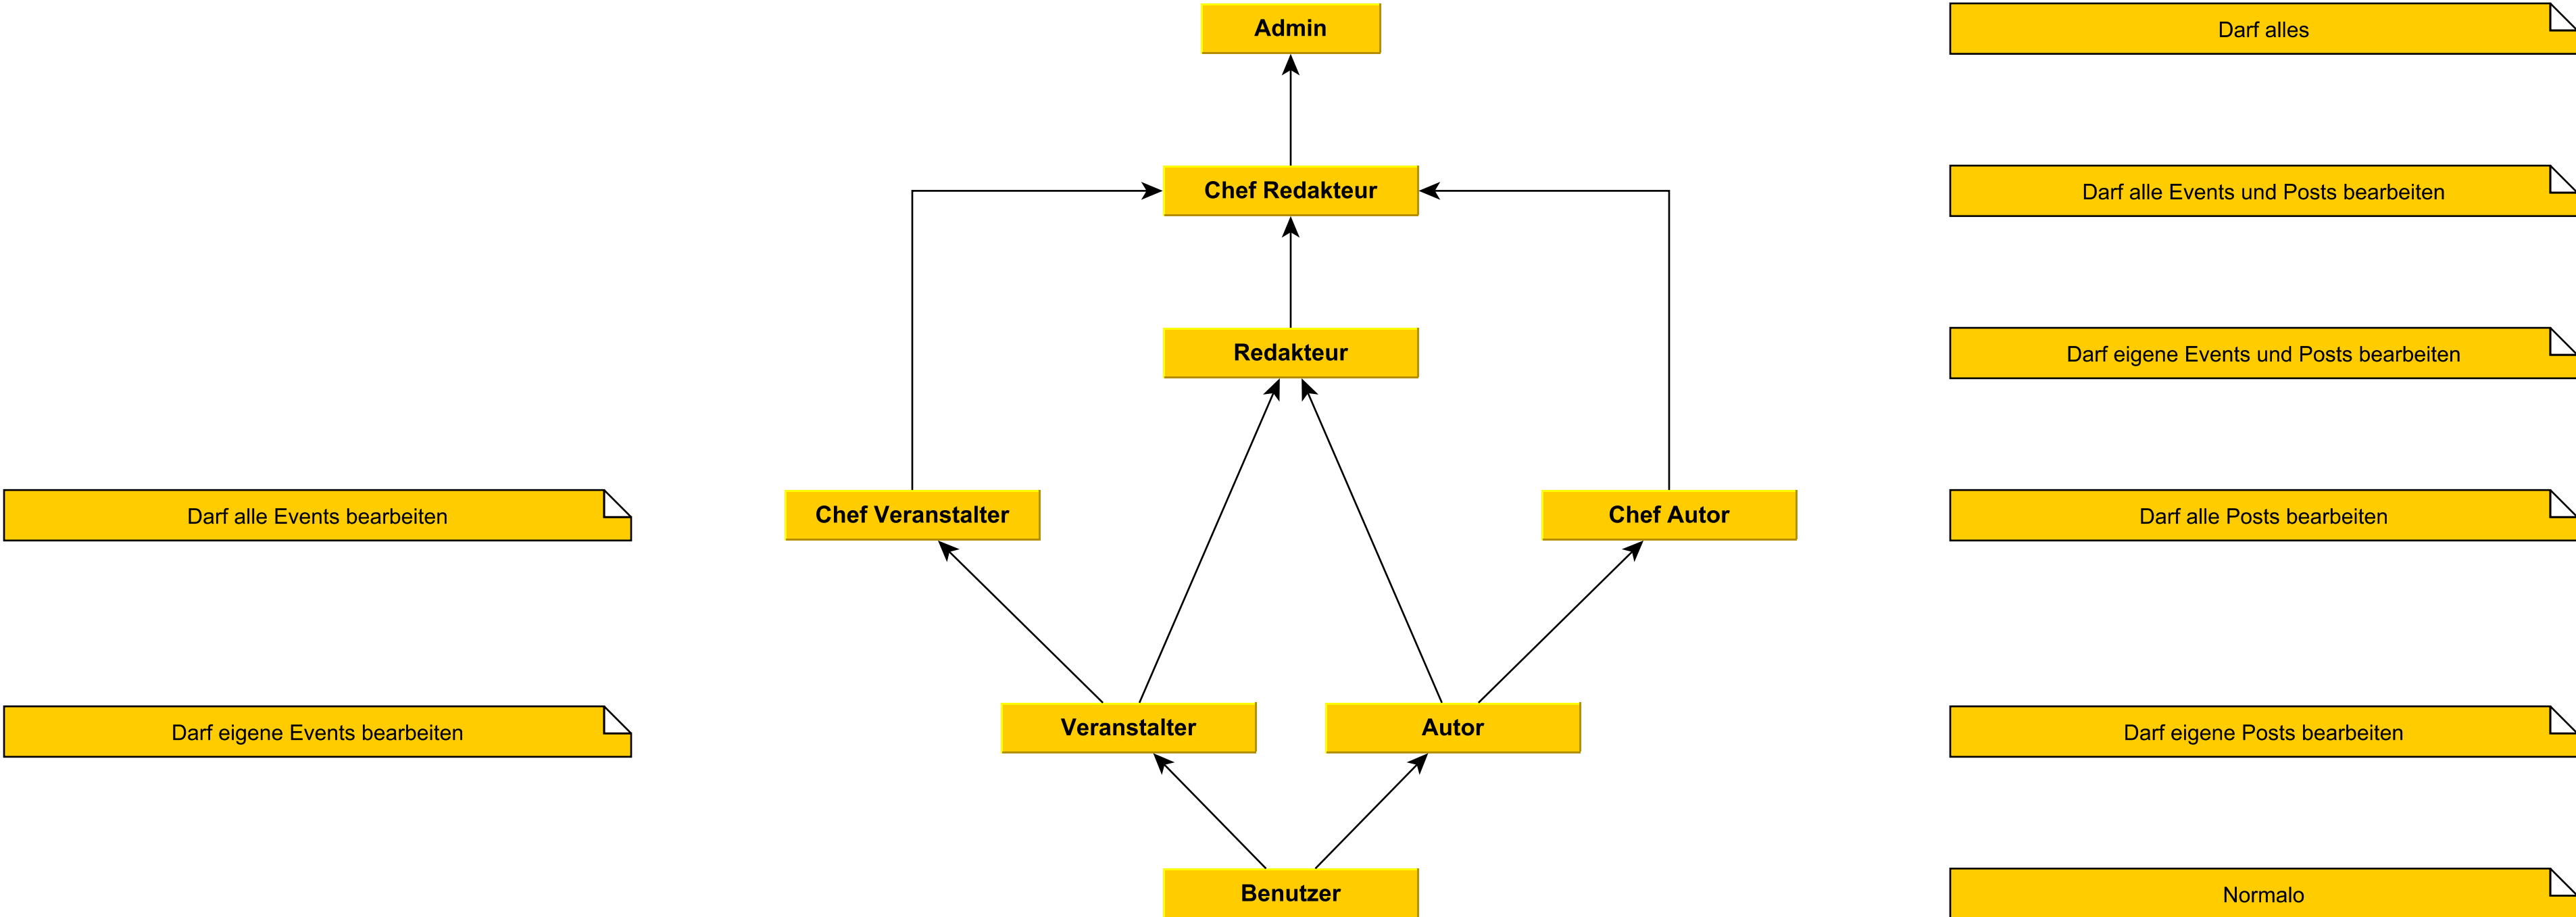 Admin
Darf alles
Chef Redakteur
Darf alle Events und Posts bearbeiten
Redakteur
Darf eigene Events und Posts bearbeiten
Darf alle Events bearbeiten
Chef Veranstalter
Chef Autor
Darf alle Posts bearbeiten
Darf eigene Events bearbeiten
Veranstalter
Autor
Darf eigene Posts bearbeiten
Benutzer
Normalo